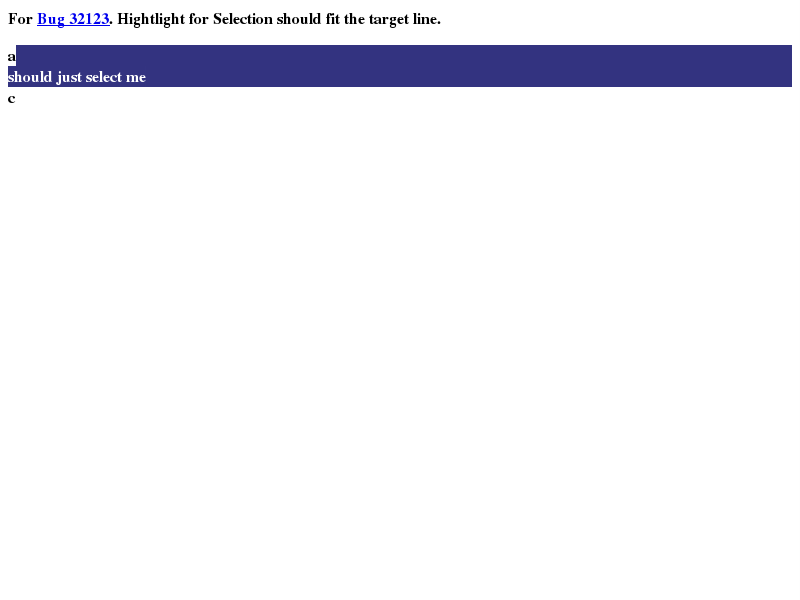 For Bug 32123. Hightlight for Selection should fit the target line.
a
should just select me
c